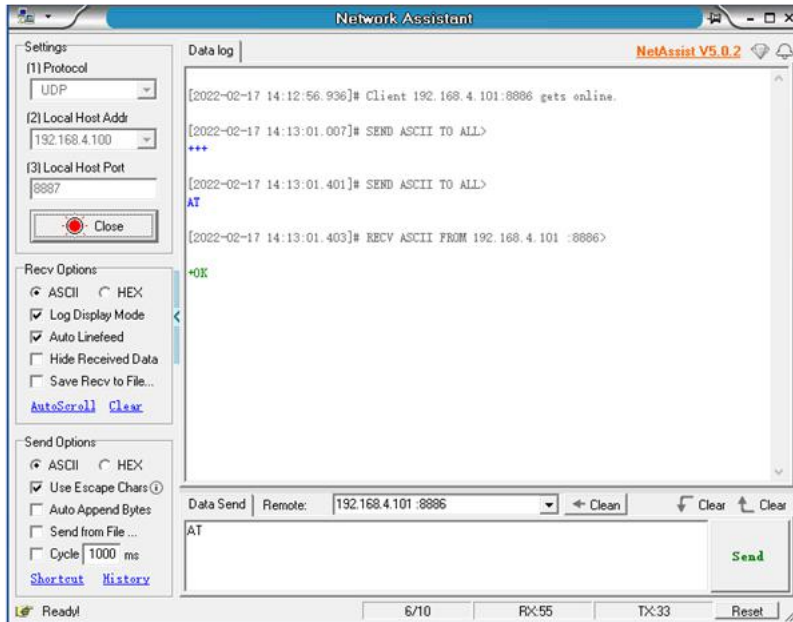 Network Assistant
Settings
(1) Protocol
UDP
(2) Local Host Addr
192.168.4.100
(3) Local Host Port
8887
Close
Recv Options
ASCII HEX
Log Display Mode
Auto Linefeed
Hide Received Data
Save Recv to File...
AutoScroll Clear
Send Options
ASCII HEX
Use Escape Chars
Auto Append Bytes
Send from File ...
Cycle 1000 ms
Shortcut History
Data log
NetAssist V5.0.2
[2022-02-17 14:12:56.936]# Client 192.168.4.101:8886 gets online.
[2022-02-17 14:13:01.007]# SEND ASCII TO ALL>
+++
[2022-02-17 14:13:01.401]# SEND ASCII TO ALL>
AT
[2022-02-17 14:13:01.403]# RECV ASCII FROM 192.168.4.101 :8886>
+OK
Data Send Remote: 192.168.4.101 :8886 Clean Clear Clear
AT
Send
Ready! 6/10 RX:55 TX:33 Reset